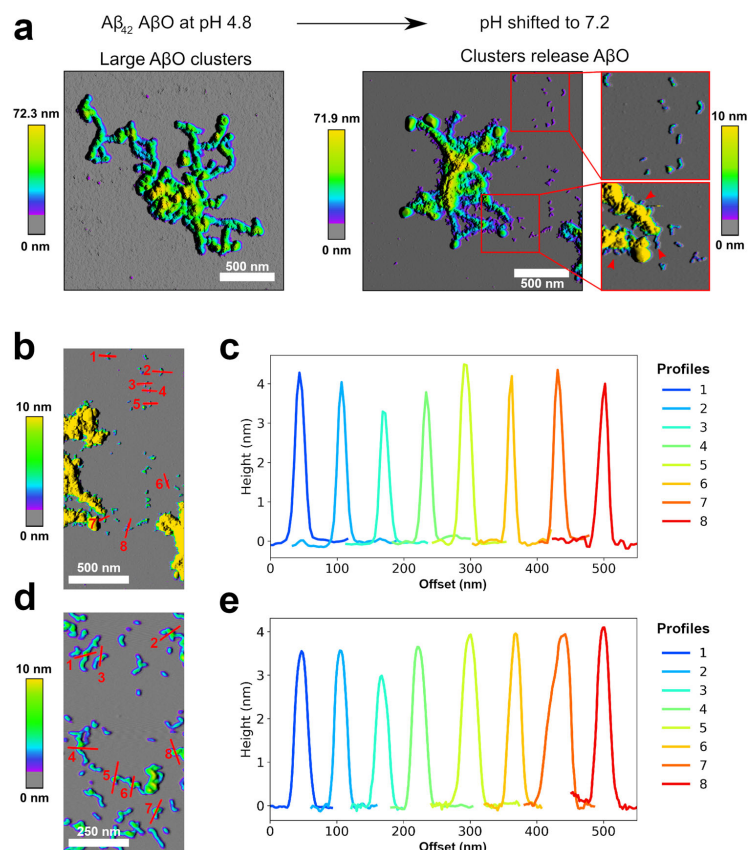 a
Aβ42 AβO at pH 4.8
pH shifted to 7.2
Large AβO clusters
Clusters release AβO
72.3 nm
0 nm
500 nm
71.9 nm
0 nm
500 nm
10 nm
0 nm
b
10 nm
0 nm
1
2
3
4
5
6
7
8
500 nm
c
Height (nm)
4
3
2
1
0
0 100 200 300 400 500
Offset (nm)
Profiles
1
2
3
4
5
6
7
8
d
10 nm
0 nm
1
2
3
4
5
6
7
8
250 nm
e
Height (nm)
4
3
2
1
0
0 100 200 300 400 500
Offset (nm)
Profiles
1
2
3
4
5
6
7
8